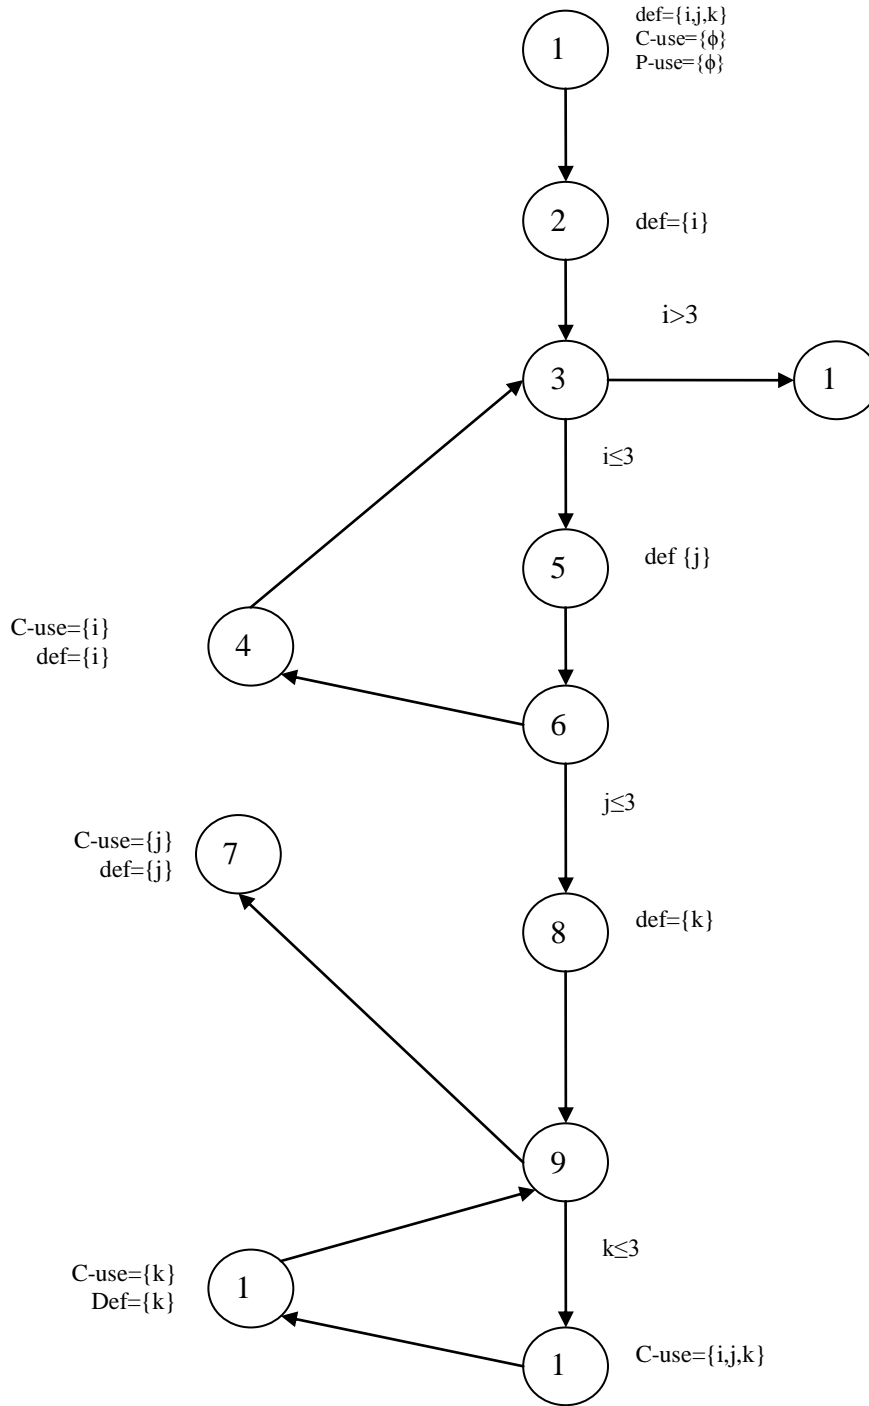 def={i,j,k}
C-use={ϕ}
P-use={ϕ}
1
2
def={i}
i>3
3
1
i≤3
5
def {j}
C-use={i}
def={i}
4
6
j≤3
C-use={j}
def={j}
7
8
def={k}
9
k≤3
C-use={k}
Def={k}
1
1
C-use={i,j,k}